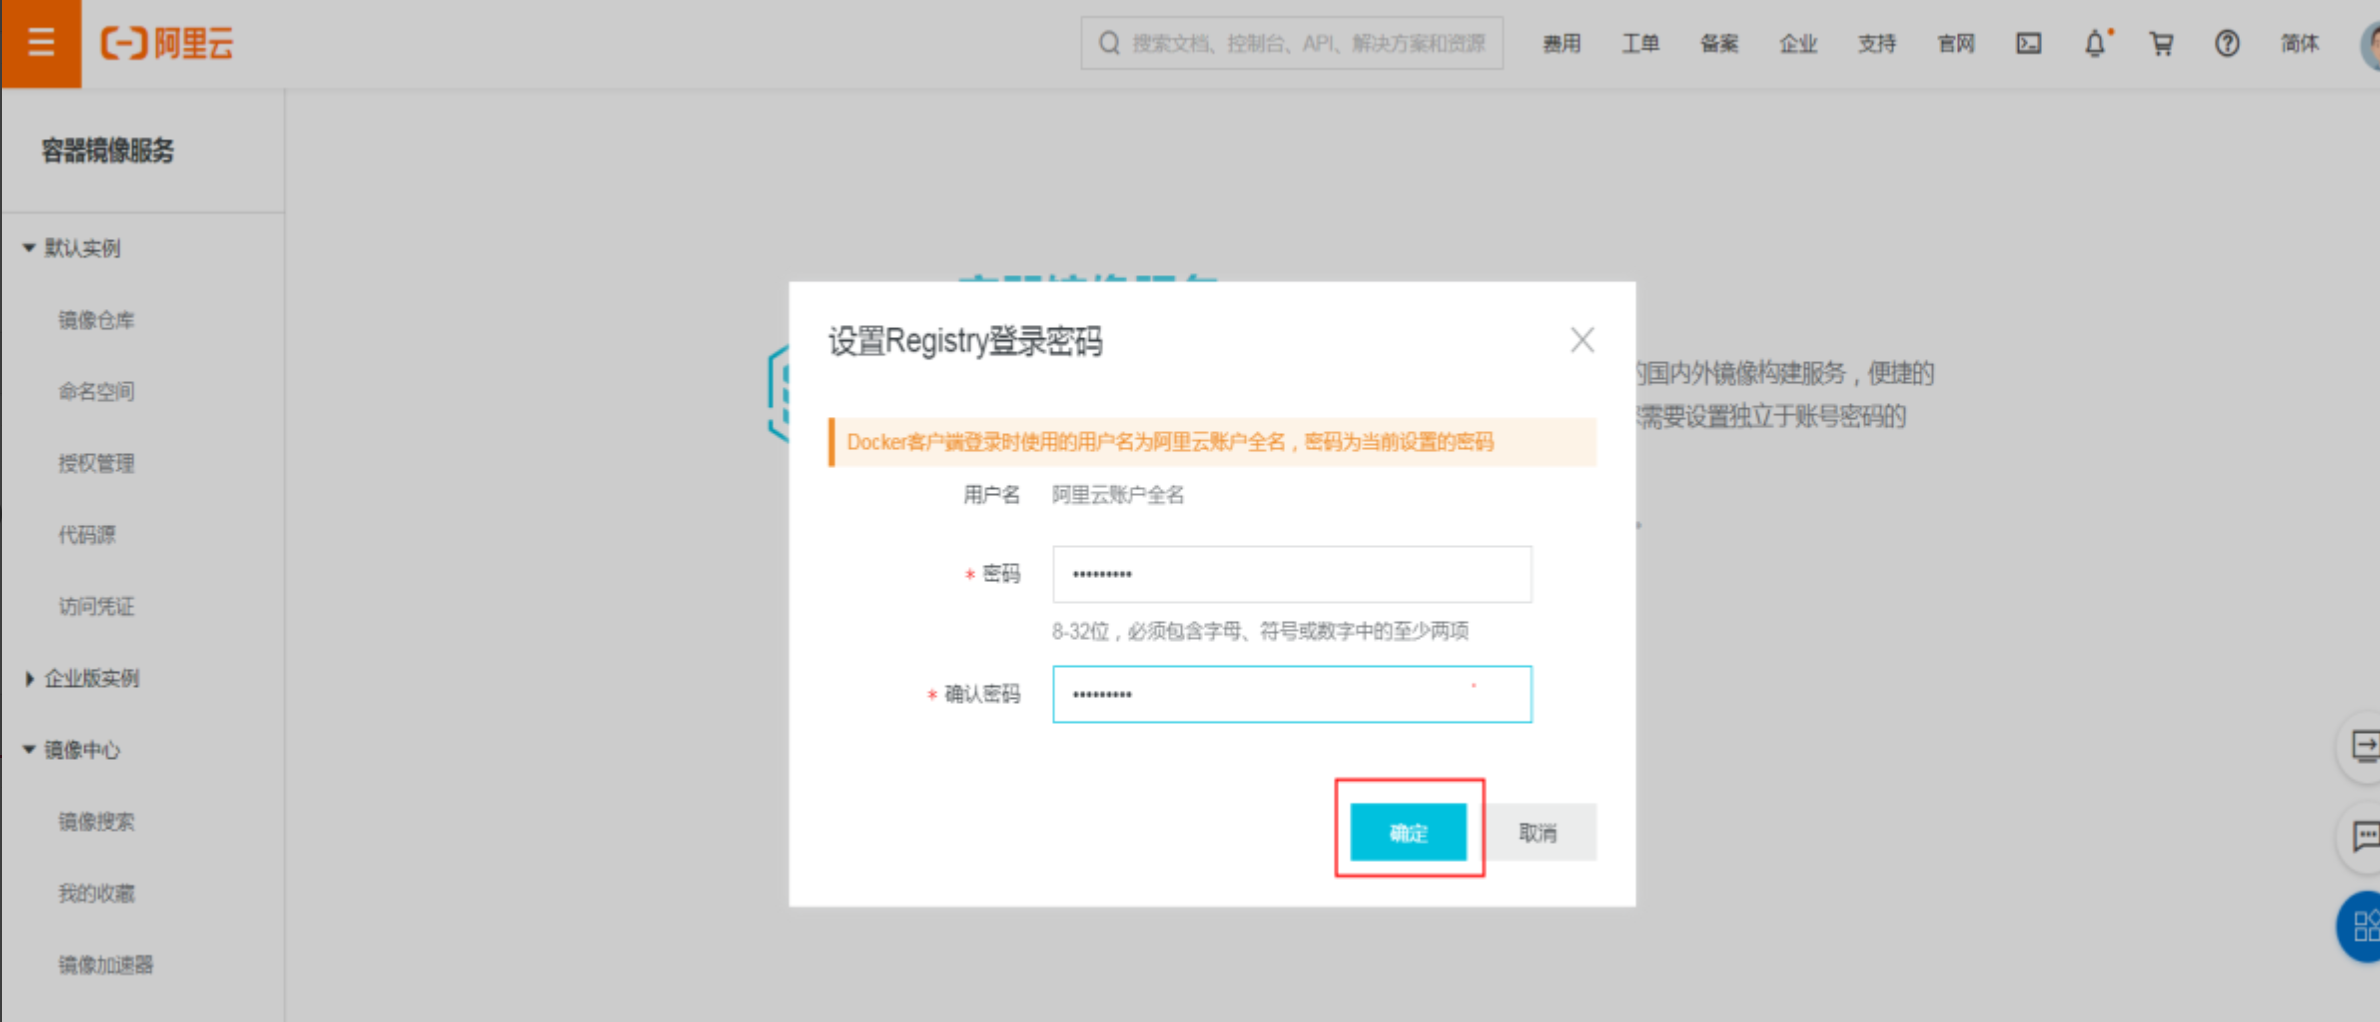 阿里云
搜索文档、控制台、API、解决方案和资源
费用
工单
备案
企业
支持
官网
简体
容器镜像服务
默认实例
镜像仓库
命名空间
授权管理
代码源
访问凭证
企业版实例
镜像中心
镜像搜索
我的收藏
镜像加速器
国内外镜像构建服务，便捷的
需要设置独立于账号密码的
设置Registry登录密码
Docker客户端登录时使用的用户名为阿里云账户全名，密码为当前设置的密码
用户名 阿里云账户全名
* 密码 •••••••••
8-32位，必须包含字母、符号或数字中的至少两项
* 确认密码 •••••••••
确定
取消